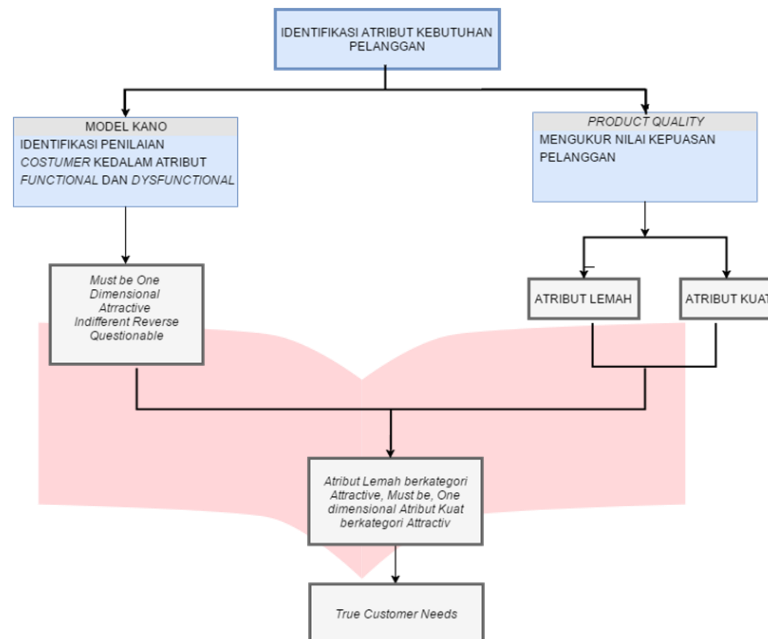 IDENTIFIKASI ATRIBUT KEBUTUHAN
PELANGGAN
MODEL KANO
IDENTIFIKASI PENILAIAN
COSTUMER KEDALAM ATRIBUT
FUNCTIONAL DAN DYSFUNCTIONAL
PRODUCT QUALITY
MENGUKUR NILAI KEPUASAN
PELANGGAN
Must be One
Dimensional
Atrractive
Indifferent Reverse
Questionable
ATRIBUT LEMAH
ATRIBUT KUAT
Atribut Lemah berkategori
Attractive, Must be, One
dimensional Atribut Kuat
berkategori Attractiv
True Customer Needs